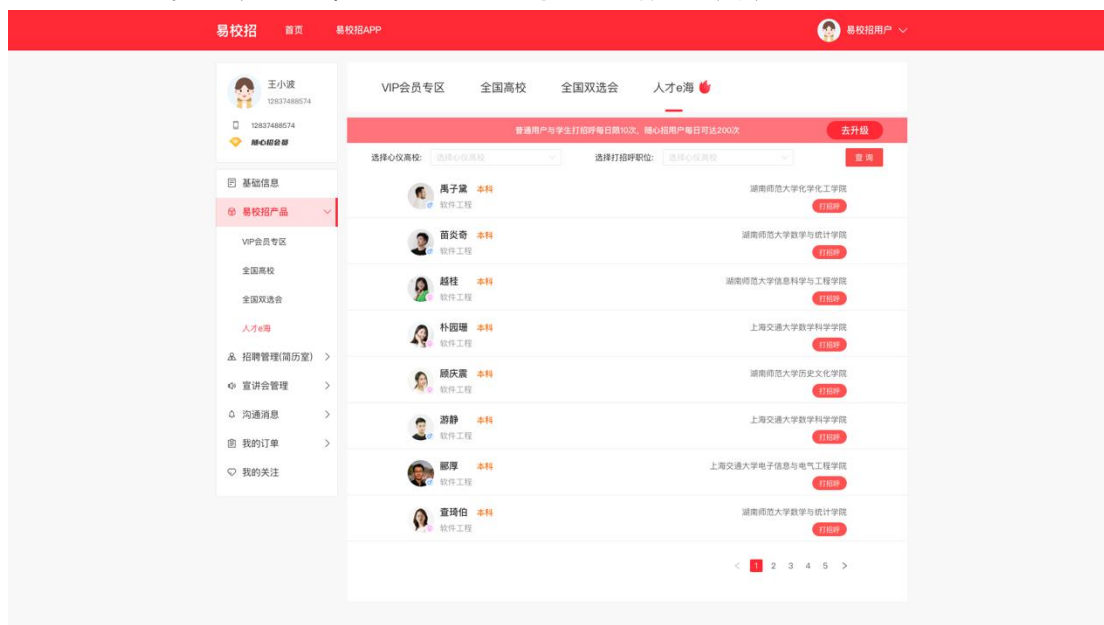 易校招 首页 易校招APP 易校招用户
王小波
12837488574
12837488574
随心招会员
基础信息
易校招产品
VIP会员专区
全国高校
全国双选会
人才e海
招聘管理(简历室)
宣讲会管理
沟通消息
我的订单
我的关注
VIP会员专区 全国高校 全国双选会 人才e海
普通用户与学生打招呼每日限10次，随心招用户每日可达200次 去升级
选择心仪高校: 选择心仪高校 选择打招呼职位: 选择心仪高校 查询
禹子黛 本科 湖南师范大学化学化工学院
软件工程 打招呼
苗炎奇 本科 湖南师范大学数学与统计学院
软件工程 打招呼
越桂 本科 湖南师范大学信息科学与工程学院
软件工程 打招呼
朴园珊 本科 上海交通大学数学科学学院
软件工程 打招呼
顾庆震 本科 湖南师范大学历史文化学院
软件工程 打招呼
游静 本科 上海交通大学数学科学学院
软件工程 打招呼
郦厚 本科 上海交通大学电子信息与电气工程学院
软件工程 打招呼
查琦伯 本科 湖南师范大学数学与统计学院
软件工程 打招呼
< 1 2 3 4 5 >